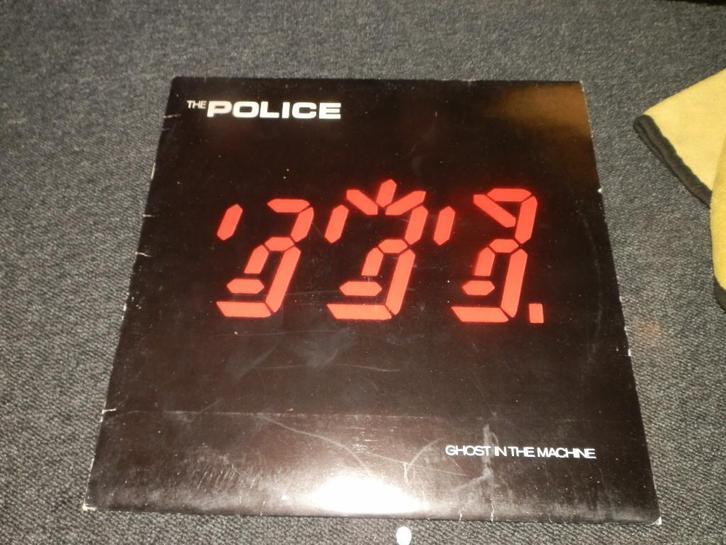 THE POLICE
GHOST IN THE MACHINE